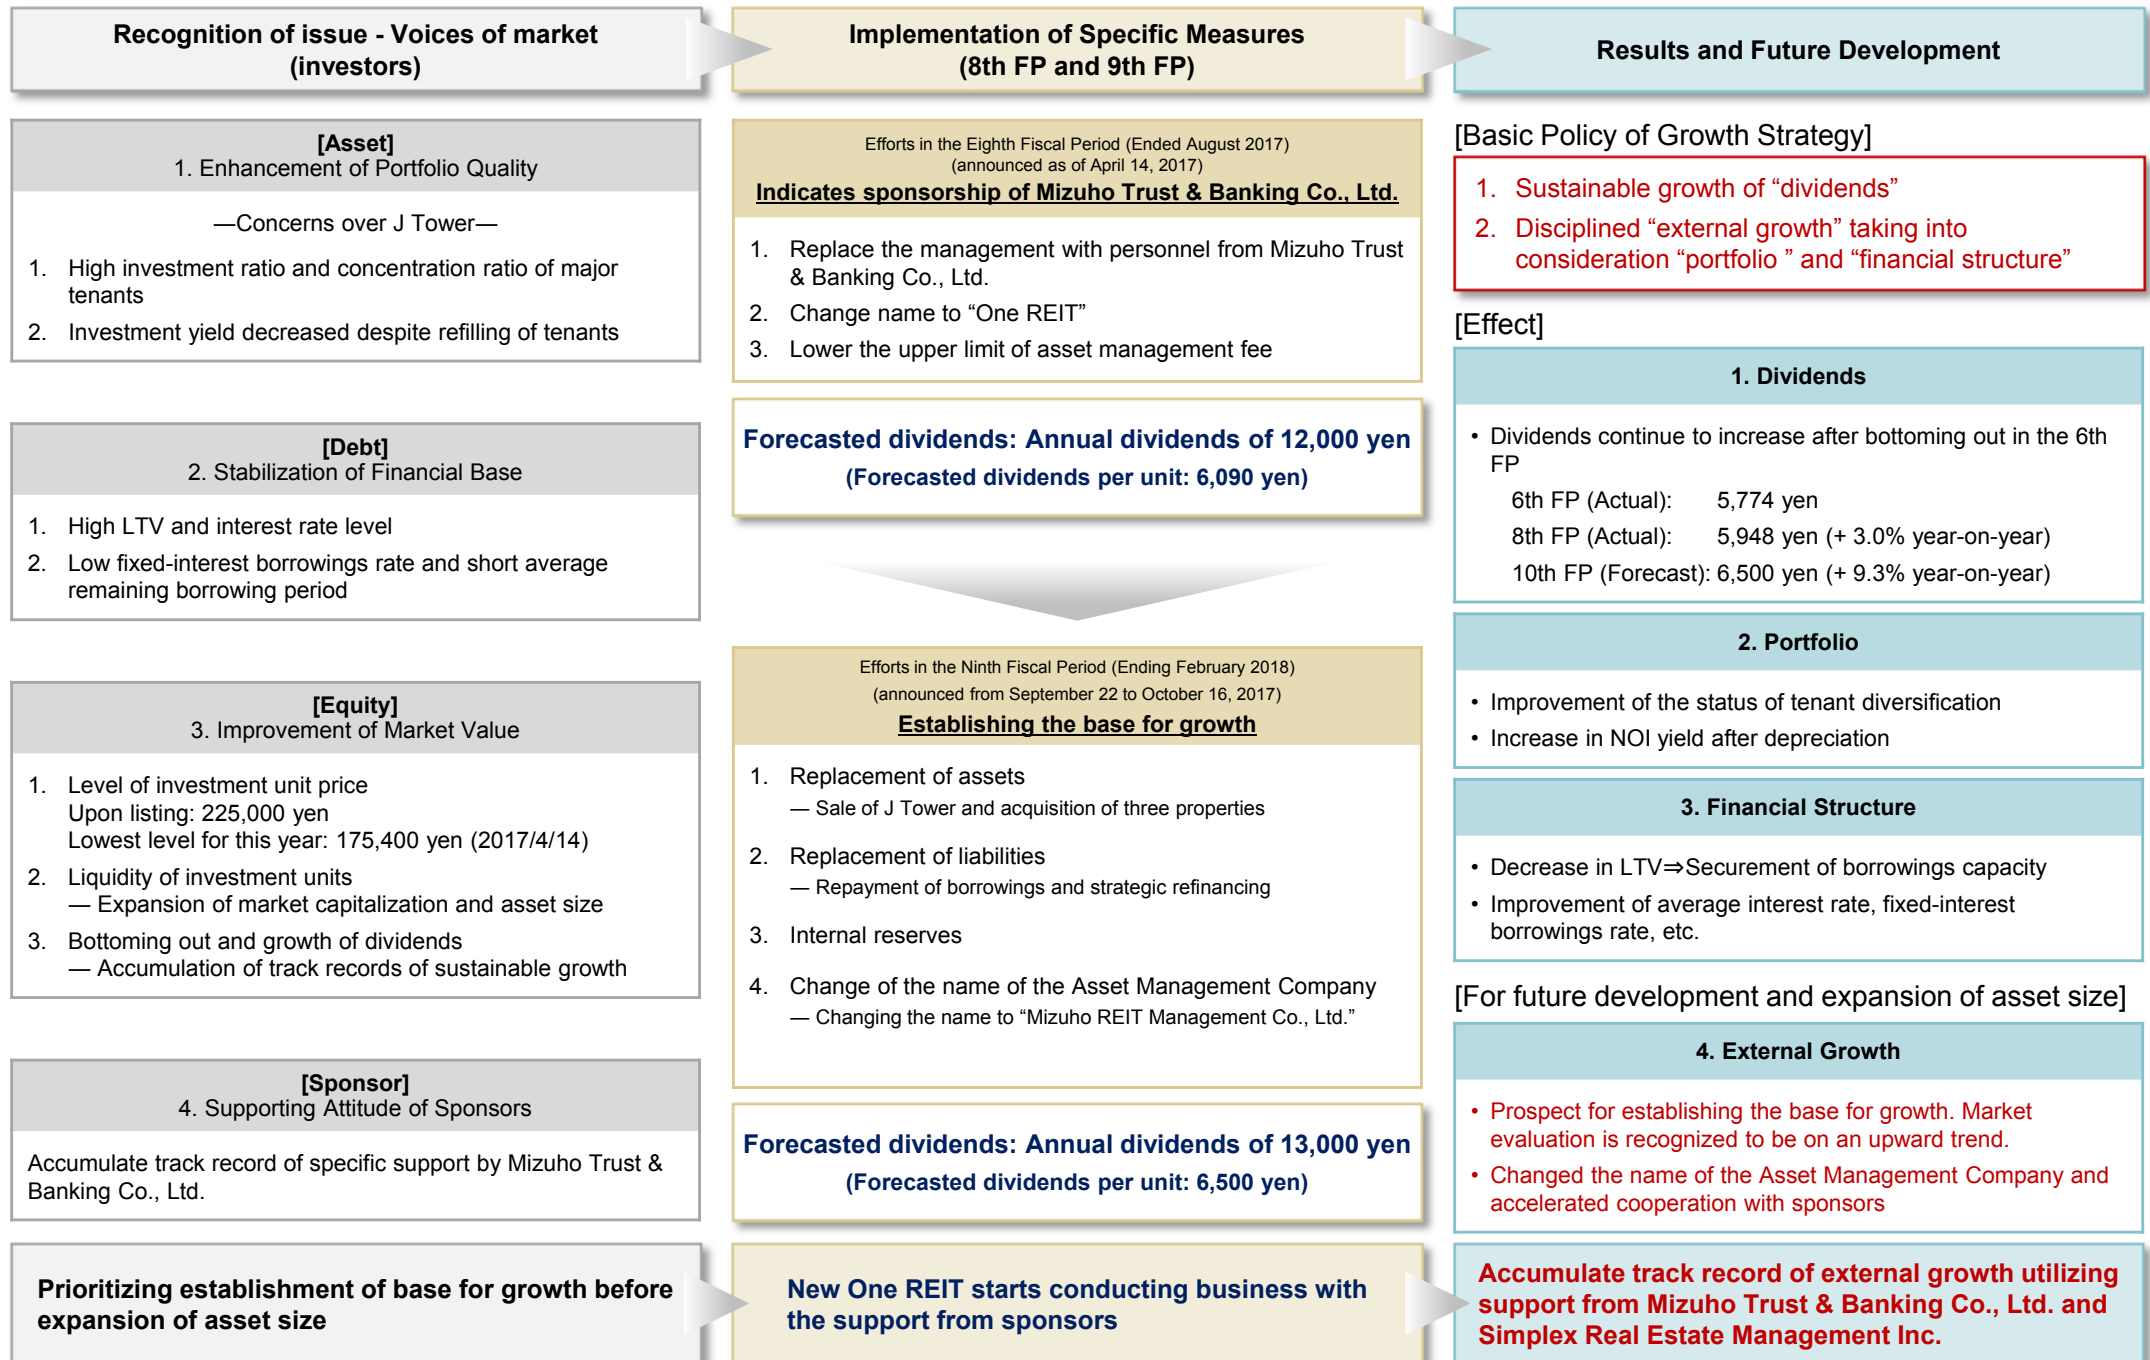 Recognition of issue - Voices of market
(investors)
Implementation of Specific Measures
(8th FP and 9th FP)
Results and Future Development
[Asset]
1. Enhancement of Portfolio Quality
—Concerns over J Tower—
1. High investment ratio and concentration ratio of major
tenants
2. Investment yield decreased despite refilling of tenants
[Debt]
2. Stabilization of Financial Base
1. High LTV and interest rate level
2. Low fixed-interest borrowings rate and short average
remaining borrowing period
[Equity]
3. Improvement of Market Value
1. Level of investment unit price
Upon listing: 225,000 yen
Lowest level for this year: 175,400 yen (2017/4/14)
2. Liquidity of investment units
— Expansion of market capitalization and asset size
3. Bottoming out and growth of dividends
— Accumulation of track records of sustainable growth
[Sponsor]
4. Supporting Attitude of Sponsors
Accumulate track record of specific support by Mizuho Trust &
Banking Co., Ltd.
Prioritizing establishment of base for growth before
expansion of asset size
Efforts in the Eighth Fiscal Period (Ended August 2017)
(announced as of April 14, 2017)
Indicates sponsorship of Mizuho Trust & Banking Co., Ltd.
1. Replace the management with personnel from Mizuho Trust
& Banking Co., Ltd.
2. Change name to “One REIT”
3. Lower the upper limit of asset management fee
Forecasted dividends: Annual dividends of 12,000 yen
(Forecasted dividends per unit: 6,090 yen)
Efforts in the Ninth Fiscal Period (Ending February 2018)
(announced from September 22 to October 16, 2017)
Establishing the base for growth
1. Replacement of assets
— Sale of J Tower and acquisition of three properties
2. Replacement of liabilities
— Repayment of borrowings and strategic refinancing
3. Internal reserves
4. Change of the name of the Asset Management Company
— Changing the name to “Mizuho REIT Management Co., Ltd.”
Forecasted dividends: Annual dividends of 13,000 yen
(Forecasted dividends per unit: 6,500 yen)
New One REIT starts conducting business with
the support from sponsors
[Basic Policy of Growth Strategy]
1. Sustainable growth of “dividends”
2. Disciplined “external growth” taking into
consideration “portfolio ” and “financial structure”
[Effect]
1. Dividends
• Dividends continue to increase after bottoming out in the 6th
FP
6th FP (Actual): 5,774 yen
8th FP (Actual): 5,948 yen (+ 3.0% year-on-year)
10th FP (Forecast): 6,500 yen (+ 9.3% year-on-year)
2. Portfolio
• Improvement of the status of tenant diversification
• Increase in NOI yield after depreciation
3. Financial Structure
• Decrease in LTV⇒Securement of borrowings capacity
• Improvement of average interest rate, fixed-interest
borrowings rate, etc.
[For future development and expansion of asset size]
4. External Growth
• Prospect for establishing the base for growth. Market
evaluation is recognized to be on an upward trend.
• Changed the name of the Asset Management Company and
accelerated cooperation with sponsors
Accumulate track record of external growth utilizing
support from Mizuho Trust & Banking Co., Ltd. and
Simplex Real Estate Management Inc.